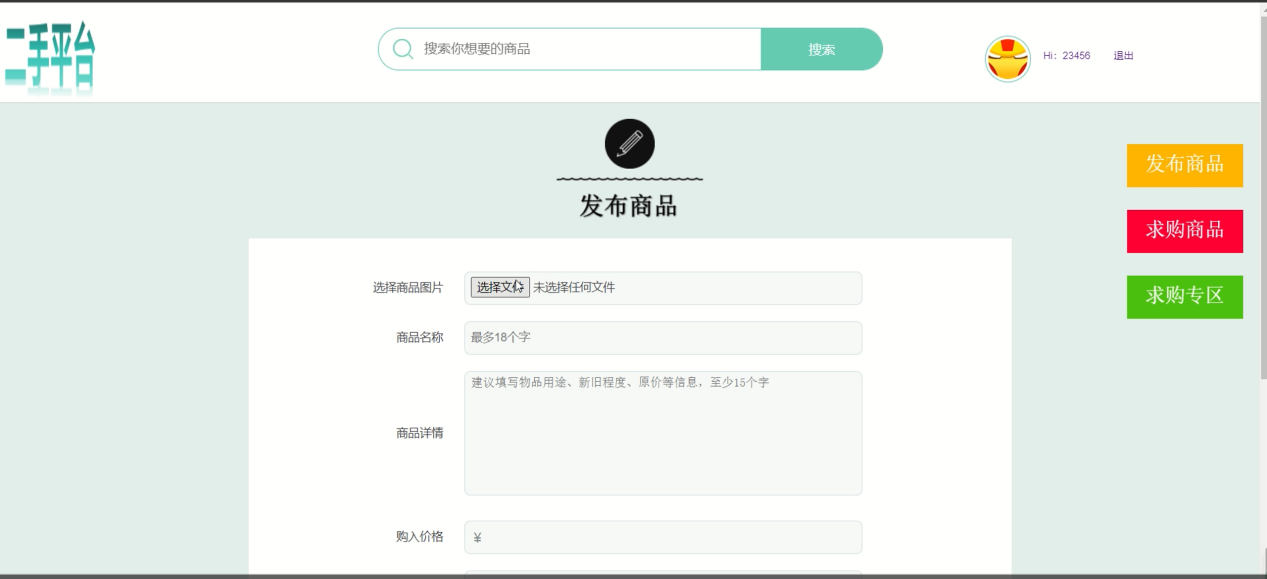 二手平台
搜索你想要的商品
搜索
Hi：23456
退出
发布商品
发布商品
求购商品
求购专区
选择商品图片
选择文件 未选择任何文件
商品名称
最多18个字
商品详情
建议填写物品用途、新旧程度、原价等信息，至少15个字
购入价格
¥